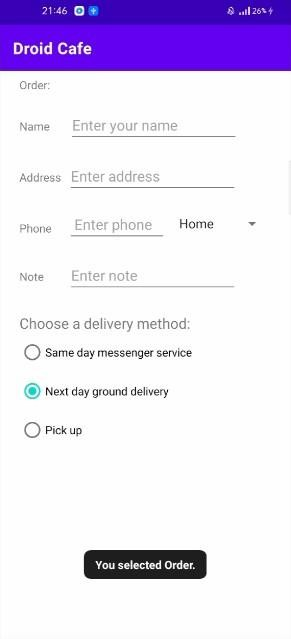 21:46
26%
Droid Cafe
Order:
Name
Enter your name
Address
Enter address
Phone
Enter phone
Home
Note
Enter note
Choose a delivery method:
Same day messenger service
Next day ground delivery
Pick up
You selected Order.